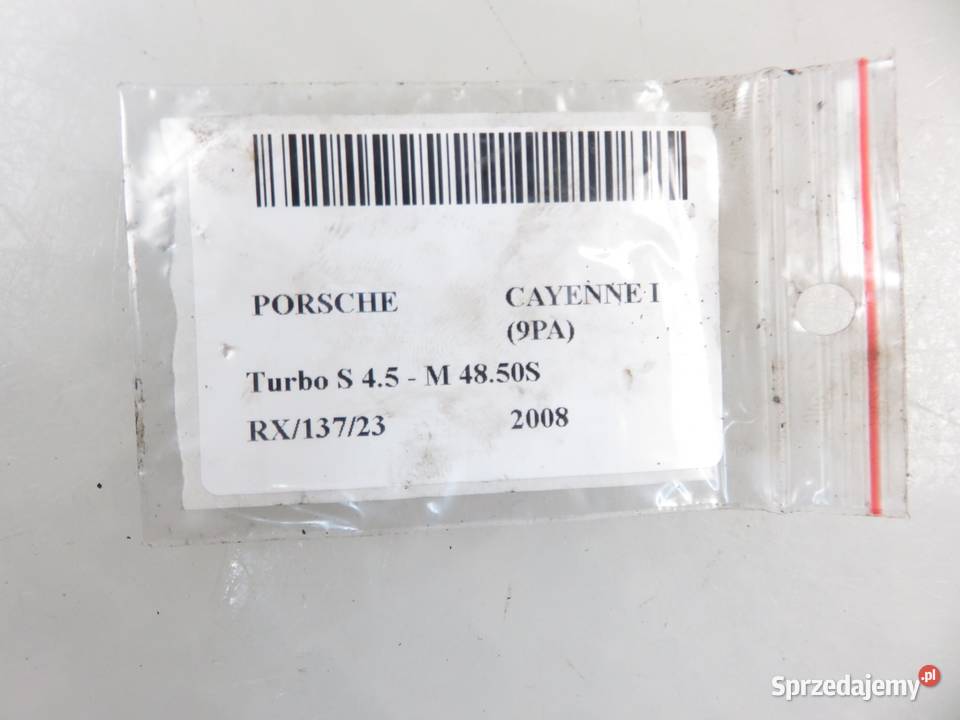 PORSCHE CAYENNE I
(9PA)
Turbo S 4.5 - M 48.50S
RX/137/23 2008
Sprzedajemy.pl